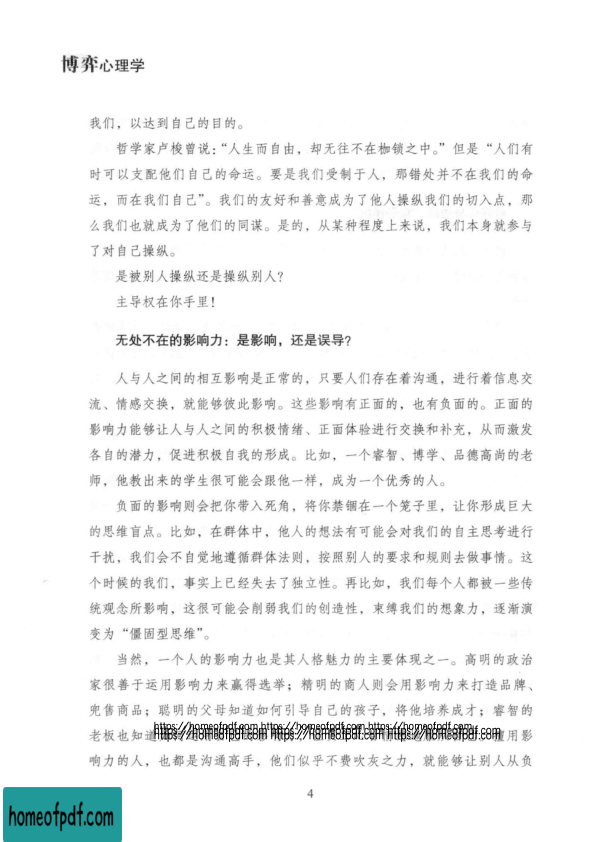 博弈心理学
我们，以达到自己的目的。
哲学家卢梭曾说：“人生而自由，却无往不在枷锁之中。”但是“人们有
时可以支配他们自己的命运。要是我们受制于人，那错处并不在我们的命
运，而在我们自己”。我们的友好和善意成为了他人操纵我们的切入点，那
么我们也就成为了他们的同谋。是的，从某种程度上来说，我们本身就参与
了对自己操纵。
是被别人操纵还是操纵别人？
主导权在你手里！
无处不在的影响力：是影响，还是误导？
人与人之间的相互影响是正常的，只要人们存在着沟通，进行着信息交
流、情感交换，就能够彼此影响。这些影响有正面的，也有负面的。正面的
影响力能够让人与人之间的积极情绪、正面体验进行交换和补充，从而激发
各自的潜力，促进积极自我的形成。比如，一个睿智、博学、品德高尚的老
师，他教出来的学生很可能会跟他一样，成为一个优秀的人。
负面的影响则会把你带入死角，将你禁锢在一个笼子里，让你形成巨大
的思维盲点。比如，在群体中，他人的想法有可能会对我们的自主思考进行
干扰，我们会不自觉地遵循群体法则，按照别人的要求和规则去做事情。这
个时候的我们，事实上已经失去了独立性。再比如，我们每个人都被一些传
统观念所影响，这很可能会削弱我们的创造性，束缚我们的想象力，逐渐演
变为“僵固型思维”。
当然，一个人的影响力也是其人格魅力的主要体现之一。高明的政治
家很善于运用影响力来赢得选举；精明的商人则会用影响力来打造品牌、
兜售商品；聪明的父母知道如何引导自己的孩子，将他培养成才；睿智的
老板也知道
https://homeofpdf.com https://homeofpdf.com https://homeofpdf.com
擅用影
响力的人，也都是沟通高手，他们似乎不费吹灰之力，就能够让别人从负
4
homeofpdf.com